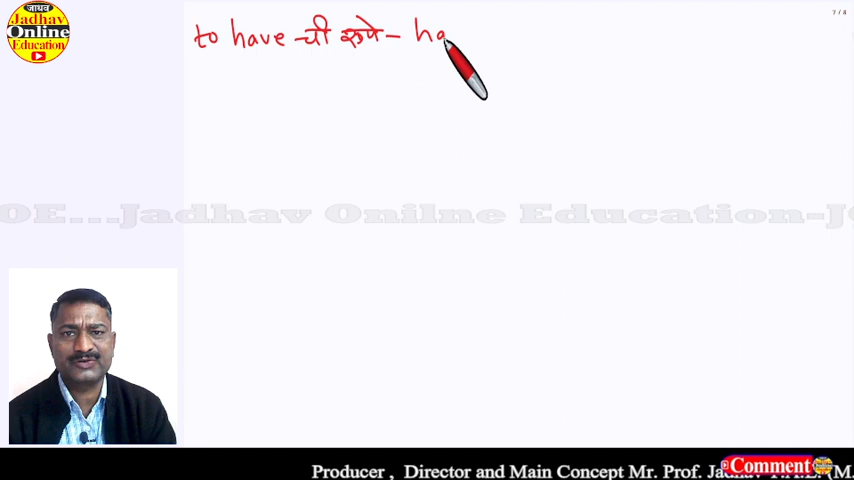 जाधव
Jadhav
Online
Education
to have ची रूपे - ha
7 / 8
OE...Jadhav Onilne Education-J
Producer , Director and Main Concept Mr. Prof. Ja
Comment
(M.